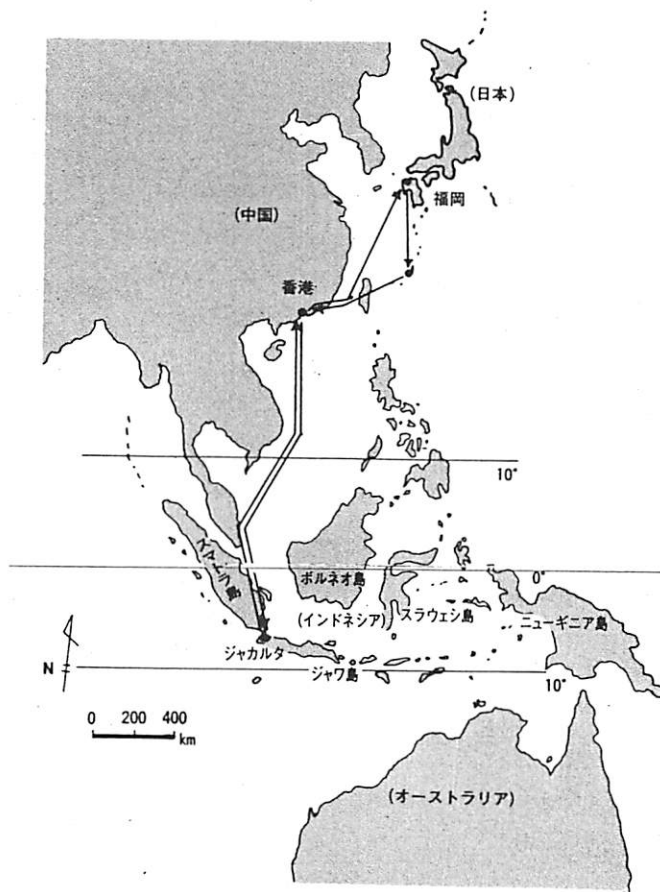 (日本)
福岡
(中国)
香港
10°
スマトラ島
ボルネオ島
0°
(インドネシア)
スラウェシ島
ニューギニア島
ジャカルタ
ジャワ島
N
10°
0 200 400
km
(オーストラリア)